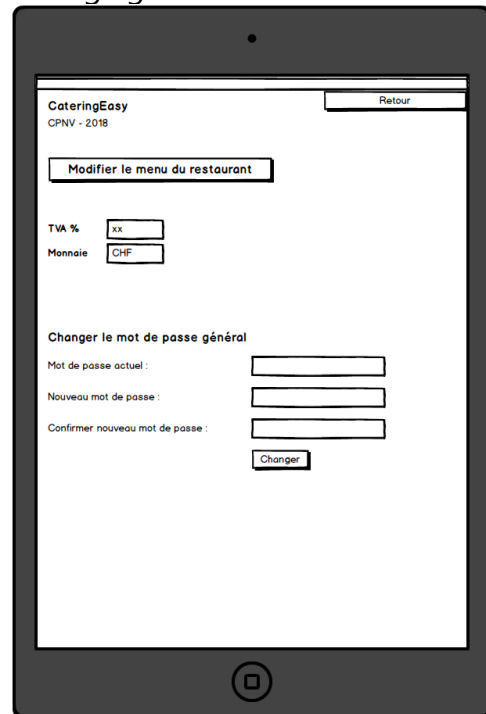 CateringEasy
Retour
CPNV - 2018
Modifier le menu du restaurant
TVA %
xx
Monnaie
CHF
Changer le mot de passe général
Mot de passe actuel :
Nouveau mot de passe :
Confirmer nouveau mot de passe :
Changer